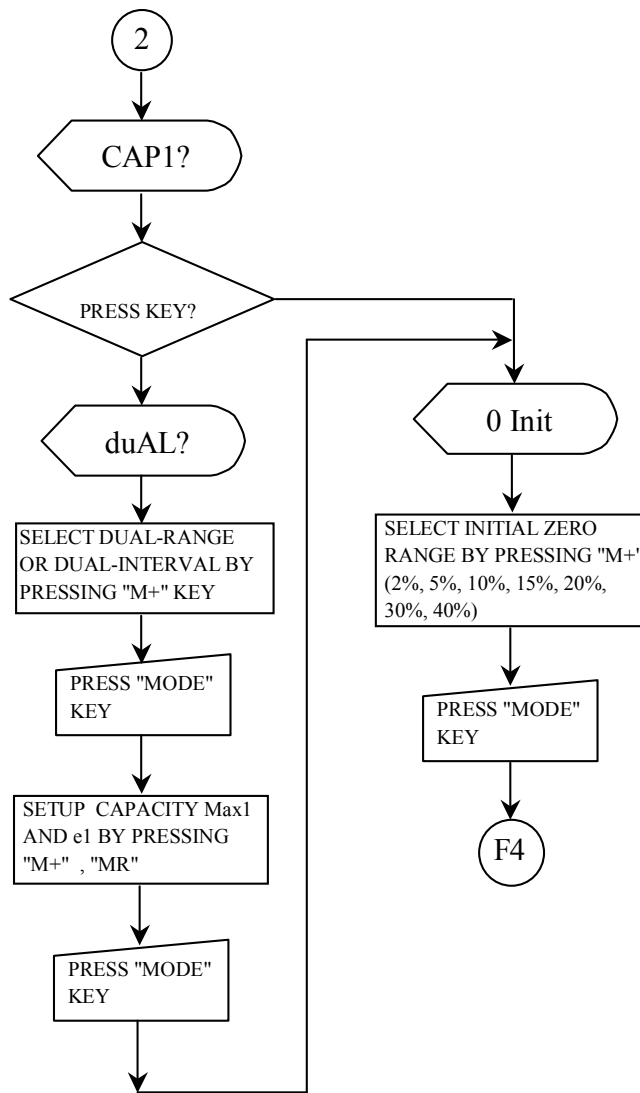 2
CAP1?
PRESS KEY?
duAL?
SELECT DUAL-RANGE
OR DUAL-INTERVAL BY
PRESSING "M+" KEY
PRESS "MODE"
KEY
SETUP CAPACITY Max1
AND e1 BY PRESSING
"M+" , "MR"
PRESS "MODE"
KEY
0 Init
SELECT INITIAL ZERO
RANGE BY PRESSING "M+"
(2%, 5%, 10%, 15%, 20%,
30%, 40%)
PRESS "MODE"
KEY
F4